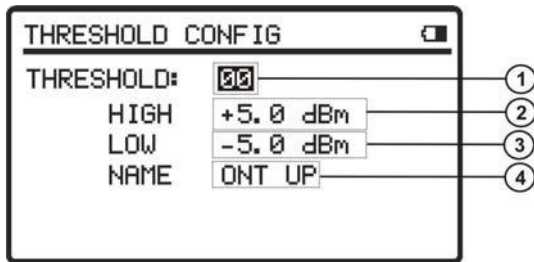 THRESHOLD CONFIG
THRESHOLD: 00 1
HIGH +5.0 dBm 2
LOW -5.0 dBm 3
NAME ONT UP 4